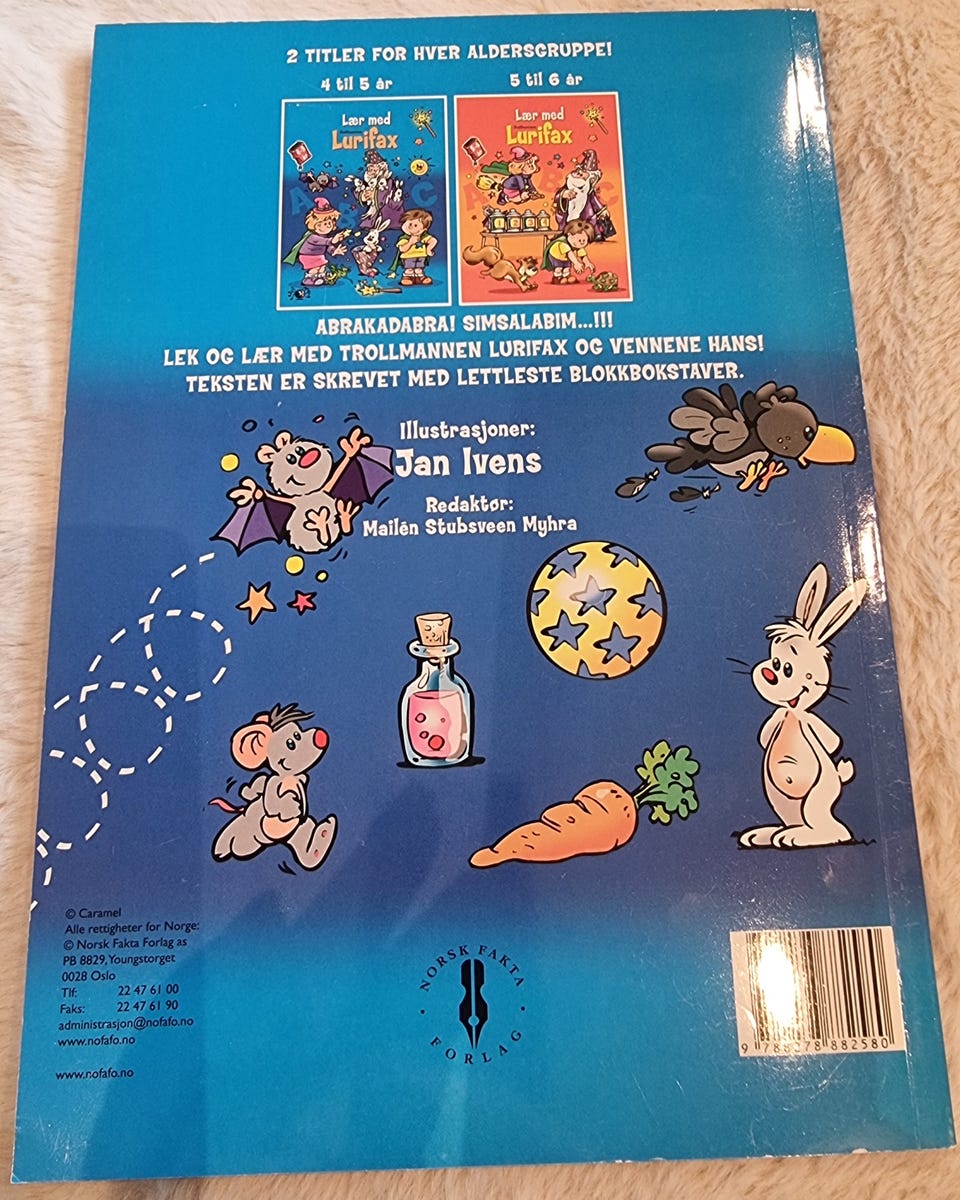 2 TITLER FOR HVER ALDERSGRUPPE!
4 til 5 år
5 til 6 år
Lær med
Lurifax
Lær med
Lurifax
ABRAKADABRA! SIMSALABIM...!!!
LEK OG LÆR MED TROLLMANNEN LURIFAX OG VENNENE HANS!
TEKSTEN ER SKREVET MED LETTLESTE BLOKKBOKSTAVER.
Illustrasjoner:
Jan Ivens
Redaktør:
Mailén Stubsveen Myhra
© Caramel
Alle rettigheter for Norge:
© Norsk Fakta Forlag as
PB 8829, Youngstorget
0028 Oslo
Tlf: 22 47 61 00
Faks: 22 47 61 90
administrasjon@nofafo.no
www.nofafo.no
www.nofafo.no
NORSK FAKTA
FORLAG
882580